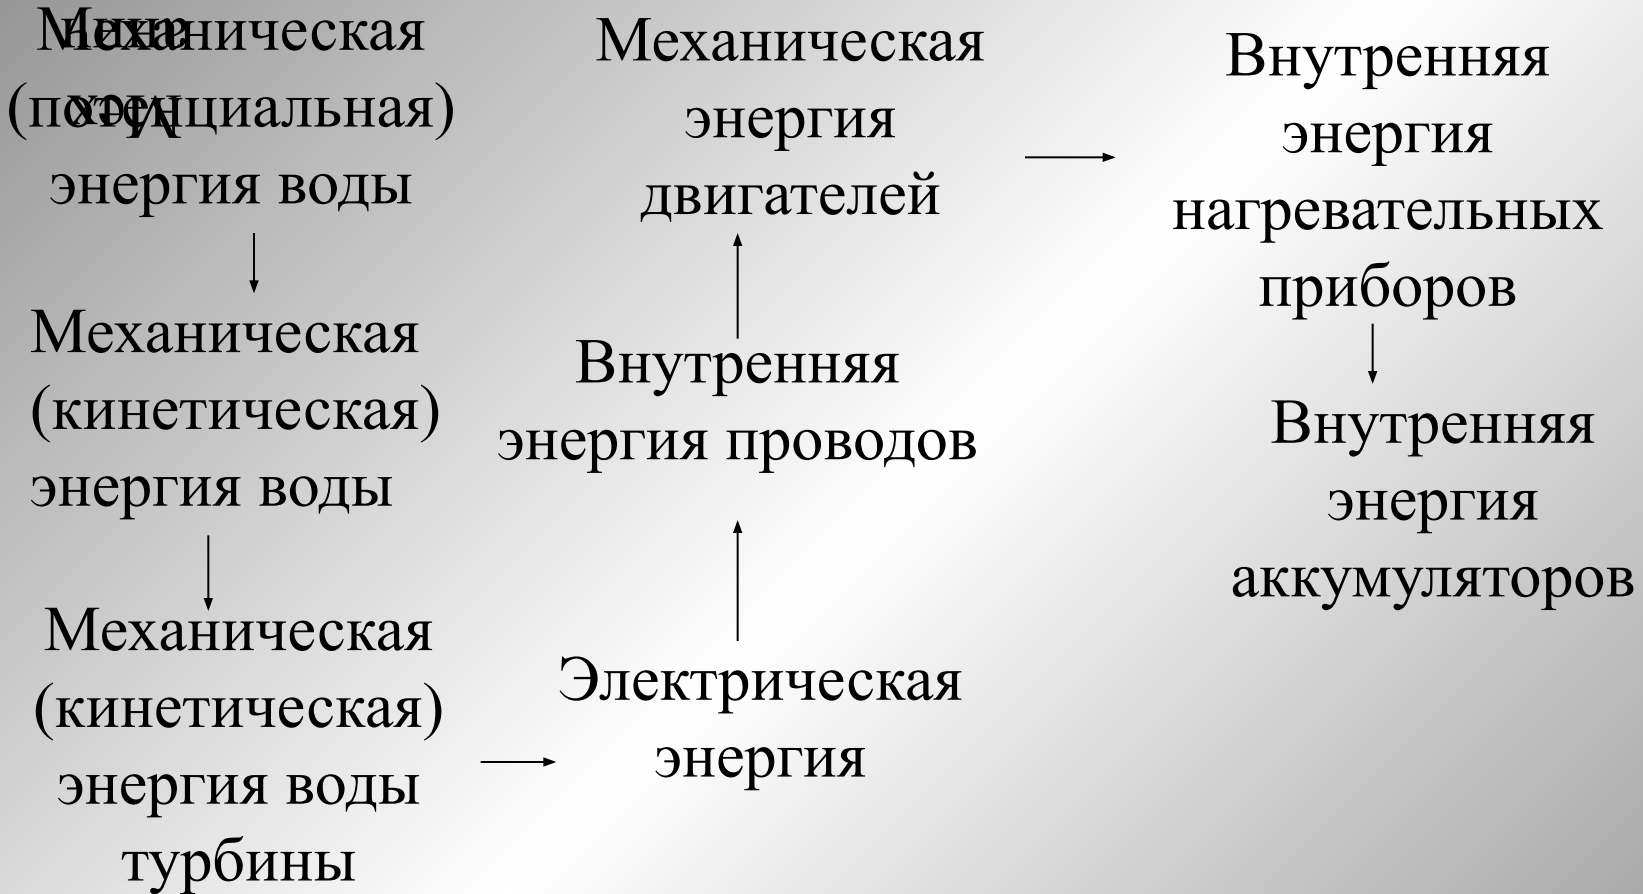 Механическая
(потенциальная)
энергия воды
Механическая
(кинетическая)
энергия воды
Механическая
(кинетическая)
энергия воды
турбины
Электрическая
энергия
Внутренняя
энергия проводов
Механическая
энергия
двигателей
Внутренняя
энергия
нагревательных
приборов
Внутренняя
энергия
аккумуляторов